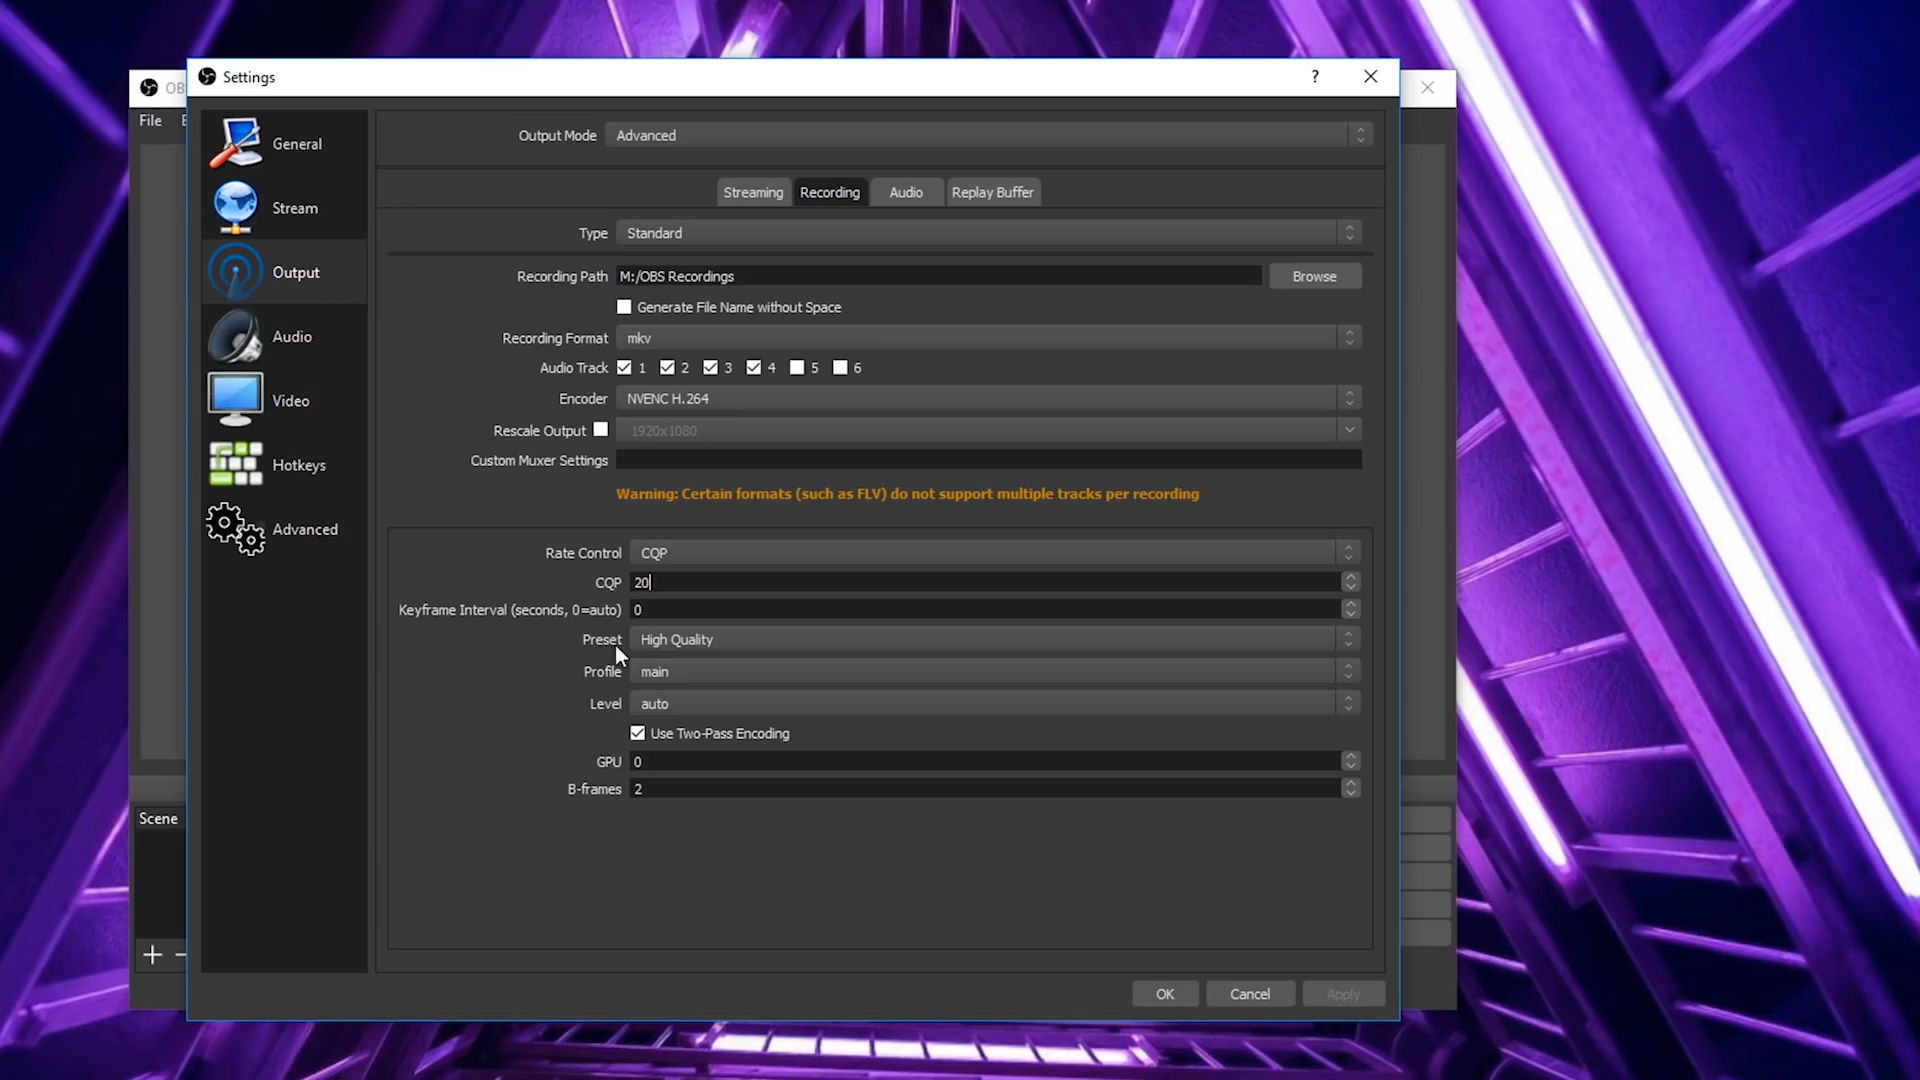 OB
Settings
?
File
General
Stream
Output
Audio
Video
Hotkeys
Advanced
Output Mode Advanced
Streaming Recording Audio Replay Buffer
Type Standard
Recording Path M:/OBS Recordings Browse
Generate File Name without Space
Recording Format mkv
Audio Track 1 2 3 4 5 6
Encoder NVENC H.264
Rescale Output 1920x1080
Custom Muxer Settings
Warning: Certain formats (such as FLV) do not support multiple tracks per recording
Rate Control CQP
CQP 20
Keyframe Interval (seconds, 0=auto) 0
Preset High Quality
Profile main
Level auto
Use Two-Pass Encoding
GPU 0
B-frames 2
Scene
OK Cancel Apply